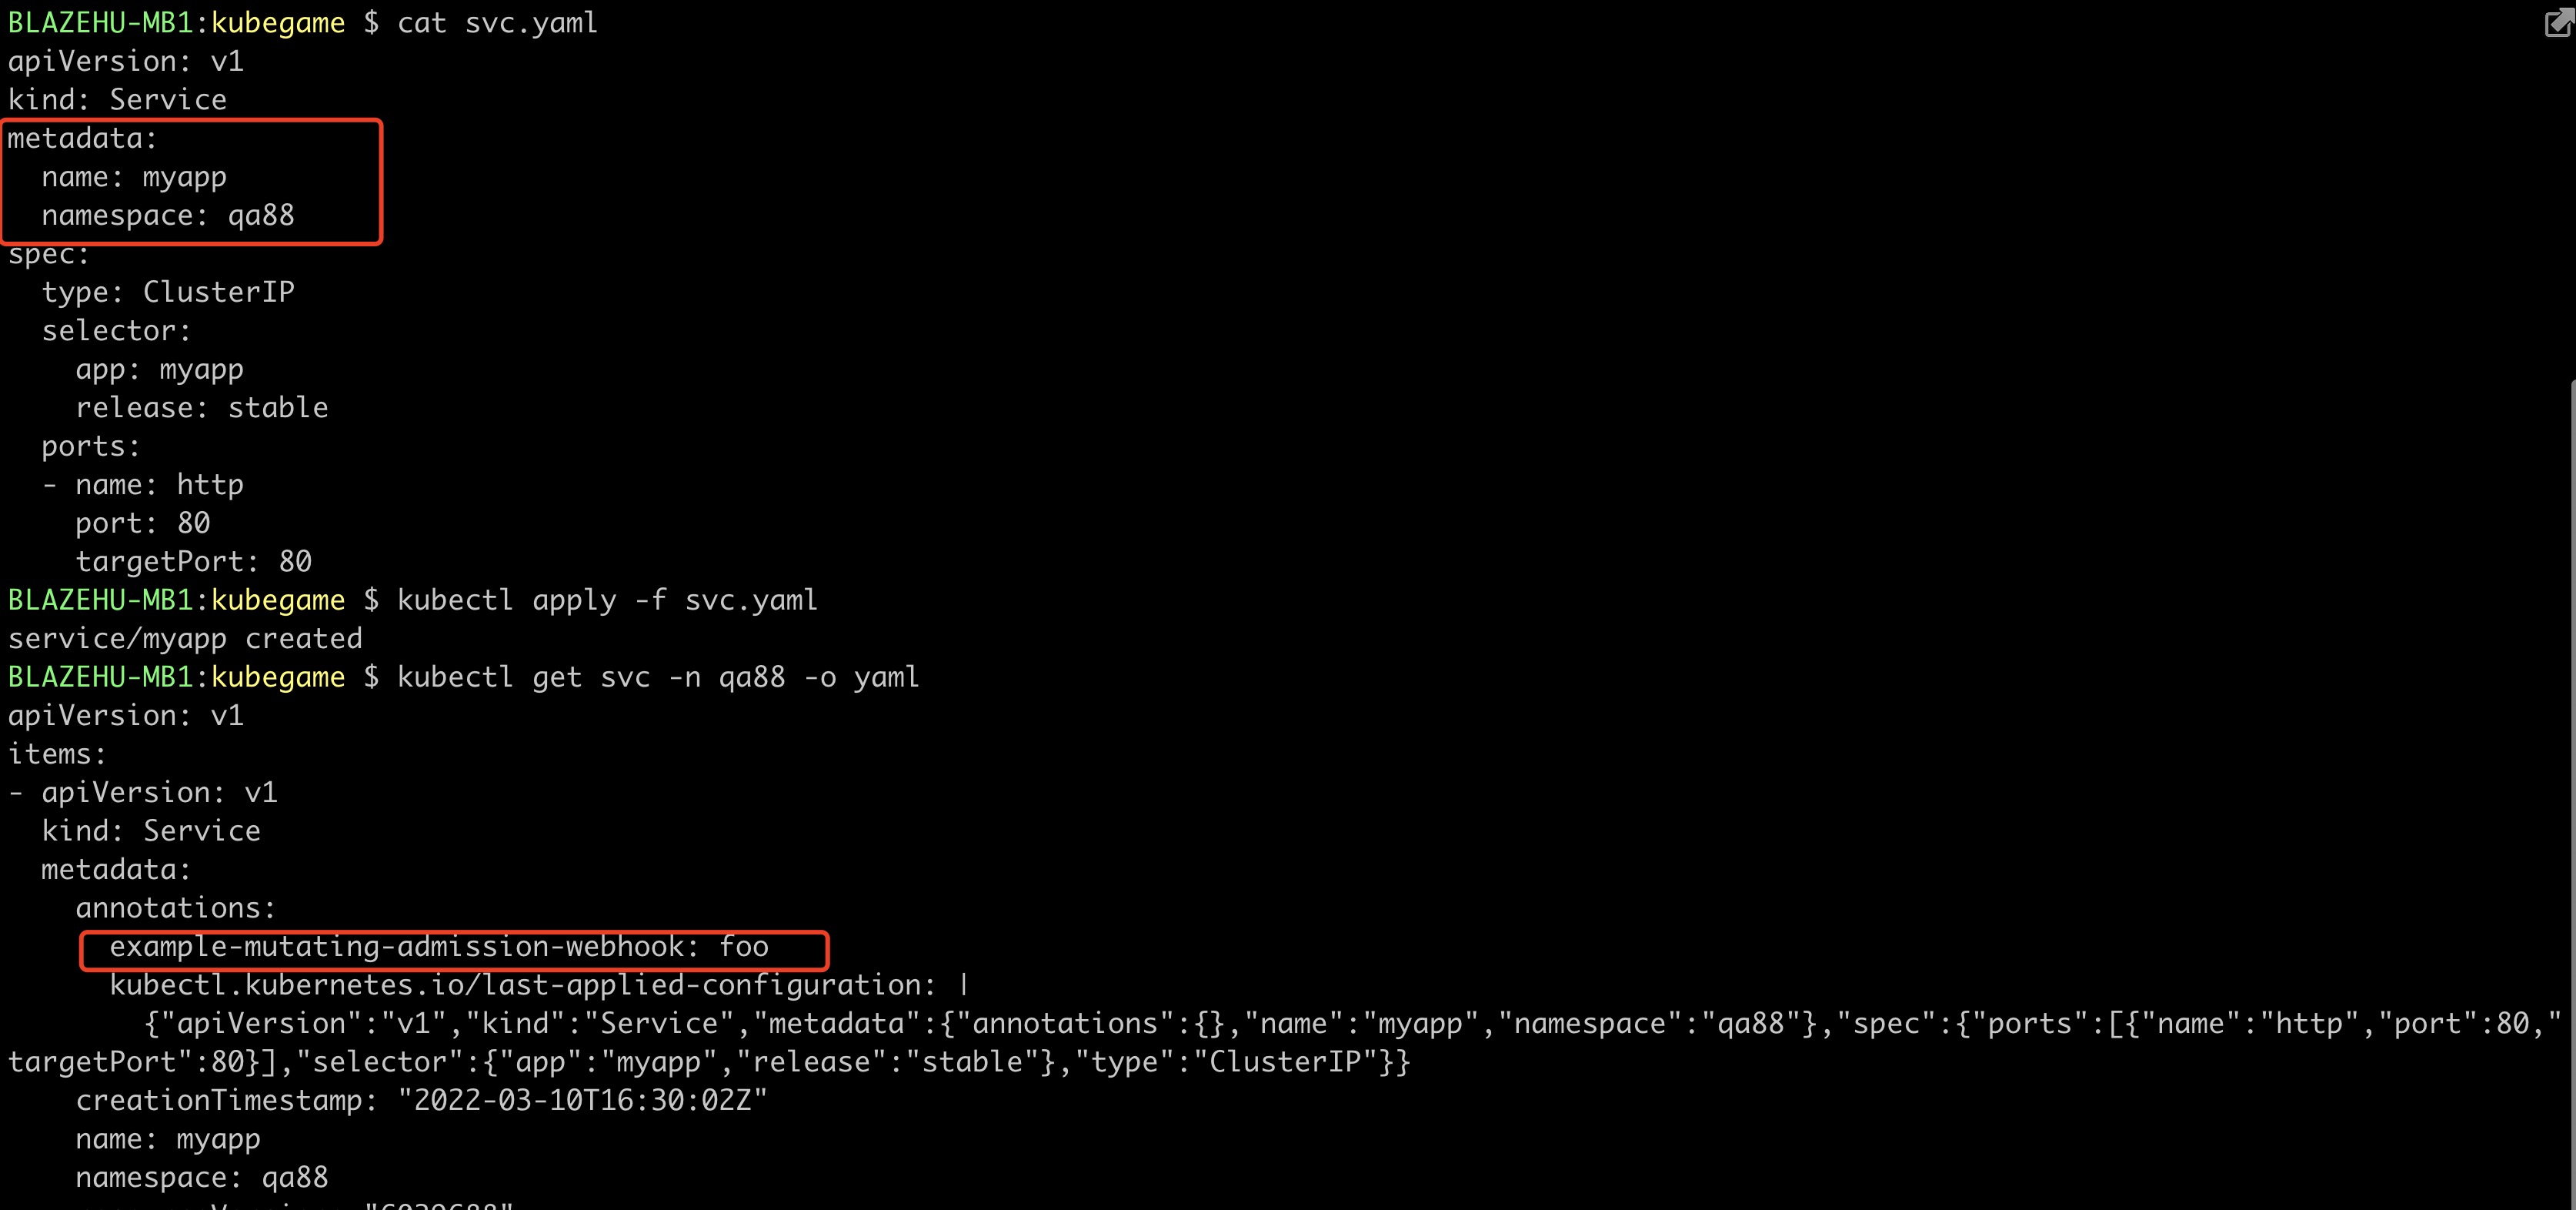 BLAZEHU-MB1:kubegame $ cat svc.yaml
apiVersion: v1
kind: Service
metadata:
  name: myapp
  namespace: qa88
spec:
  type: ClusterIP
  selector:
    app: myapp
    release: stable
  ports:
  - name: http
    port: 80
    targetPort: 80
BLAZEHU-MB1:kubegame $ kubectl apply -f svc.yaml
service/myapp created
BLAZEHU-MB1:kubegame $ kubectl get svc -n qa88 -o yaml
apiVersion: v1
items:
- apiVersion: v1
  kind: Service
  metadata:
    annotations:
      example-mutating-admission-webhook: foo
      kubectl.kubernetes.io/last-applied-configuration: |
        {"apiVersion":"v1","kind":"Service","metadata":{"annotations":{},"name":"myapp","namespace":"qa88"},"spec":{"ports":[{"name":"http","port":80,"
targetPort":80}],"selector":{"app":"myapp","release":"stable"},"type":"ClusterIP"}}
    creationTimestamp: "2022-03-10T16:30:02Z"
    name: myapp
    namespace: qa88